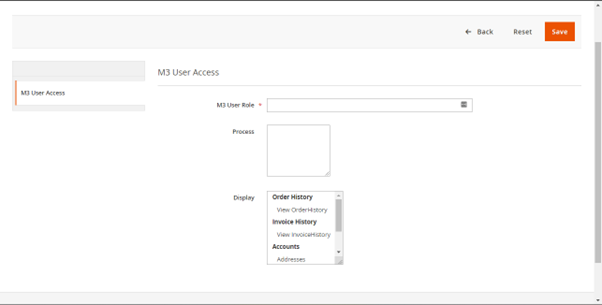 ← Back Reset Save
M3 User Access
M3 User Access
M3 User Role *
Process
Display
Order History
View OrderHistory
Invoice History
View InvoiceHistory
Accounts
Addresses